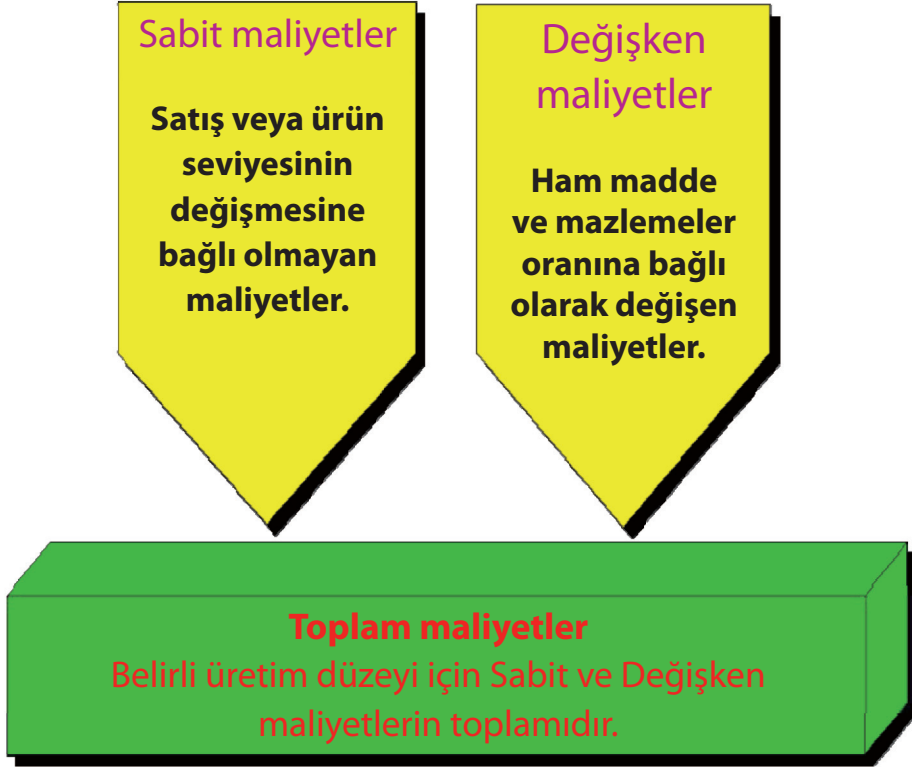 Sabit maliyetler
Satış veya ürün
seviyesinin
değişmesine
bağlı olmayan
maliyetler.
Değişken
maliyetler
Ham madde
ve mazlemeler
oranına bağlı
olarak değişen
maliyetler.
Toplam maliyetler
Belirli üretim düzeyi için Sabit ve Değişken
maliyetlerin toplamıdır.